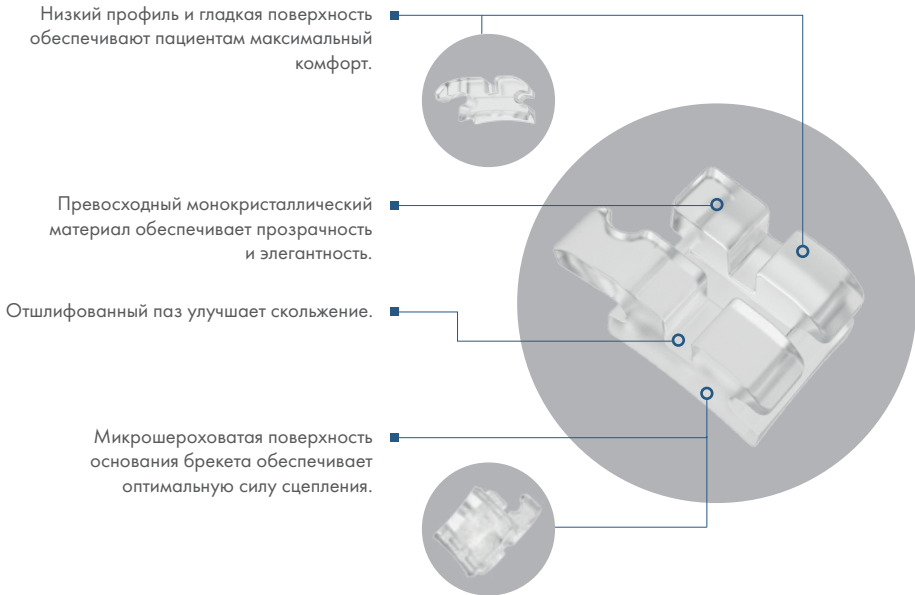 Низкий профиль и гладкая поверхность
обеспечивают пациентам максимальный
комфорт.
Превосходный монокристаллический
материал обеспечивает прозрачность
и элегантность.
Отшлифованный паз улучшает скольжение.
Микрошероховатая поверхность
основания брекета обеспечивает
оптимальную силу сцепления.